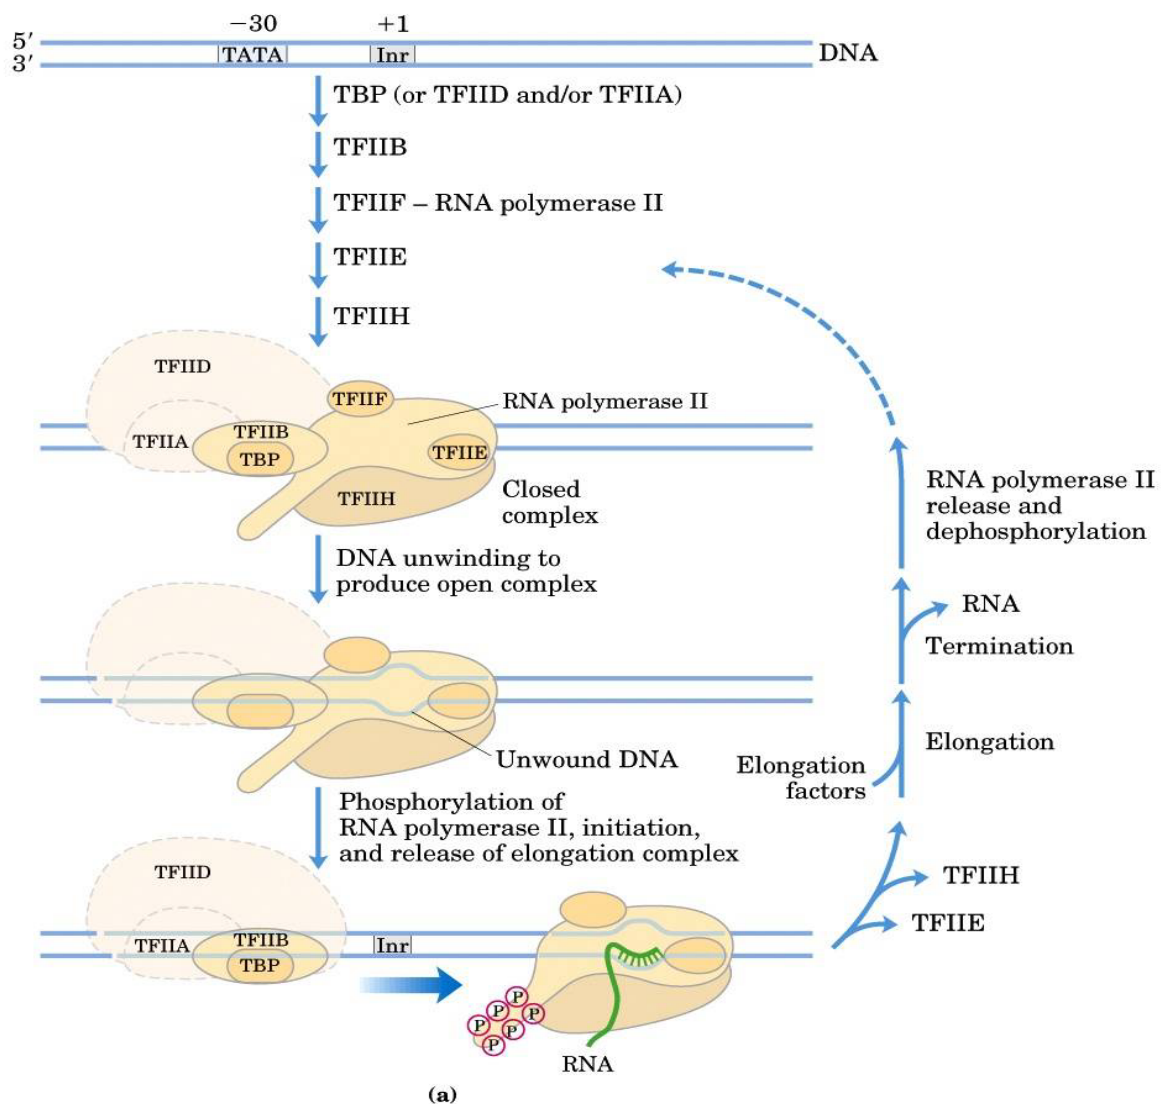 −30
+1
5′
TATA
Inr
DNA
3′
TBP (or TFIID and/or TFIIA)
TFIIB
TFIIF – RNA polymerase II
TFIIE
TFIIH
TFIID
TFIIF
RNA polymerase II
TFIIA
TFIIB
TBP
TFIIE
TFIIH
Closed
complex
RNA polymerase II
release and
dephosphorylation
DNA unwinding to
produce open complex
RNA
Termination
Unwound DNA
Elongation
Elongation
factors
Phosphorylation of
RNA polymerase II, initiation,
and release of elongation complex
TFIID
TFIIH
TFIIE
TFIIA
TFIIB
TBP
Inr
P
P
P
P
P
P
RNA
(a)